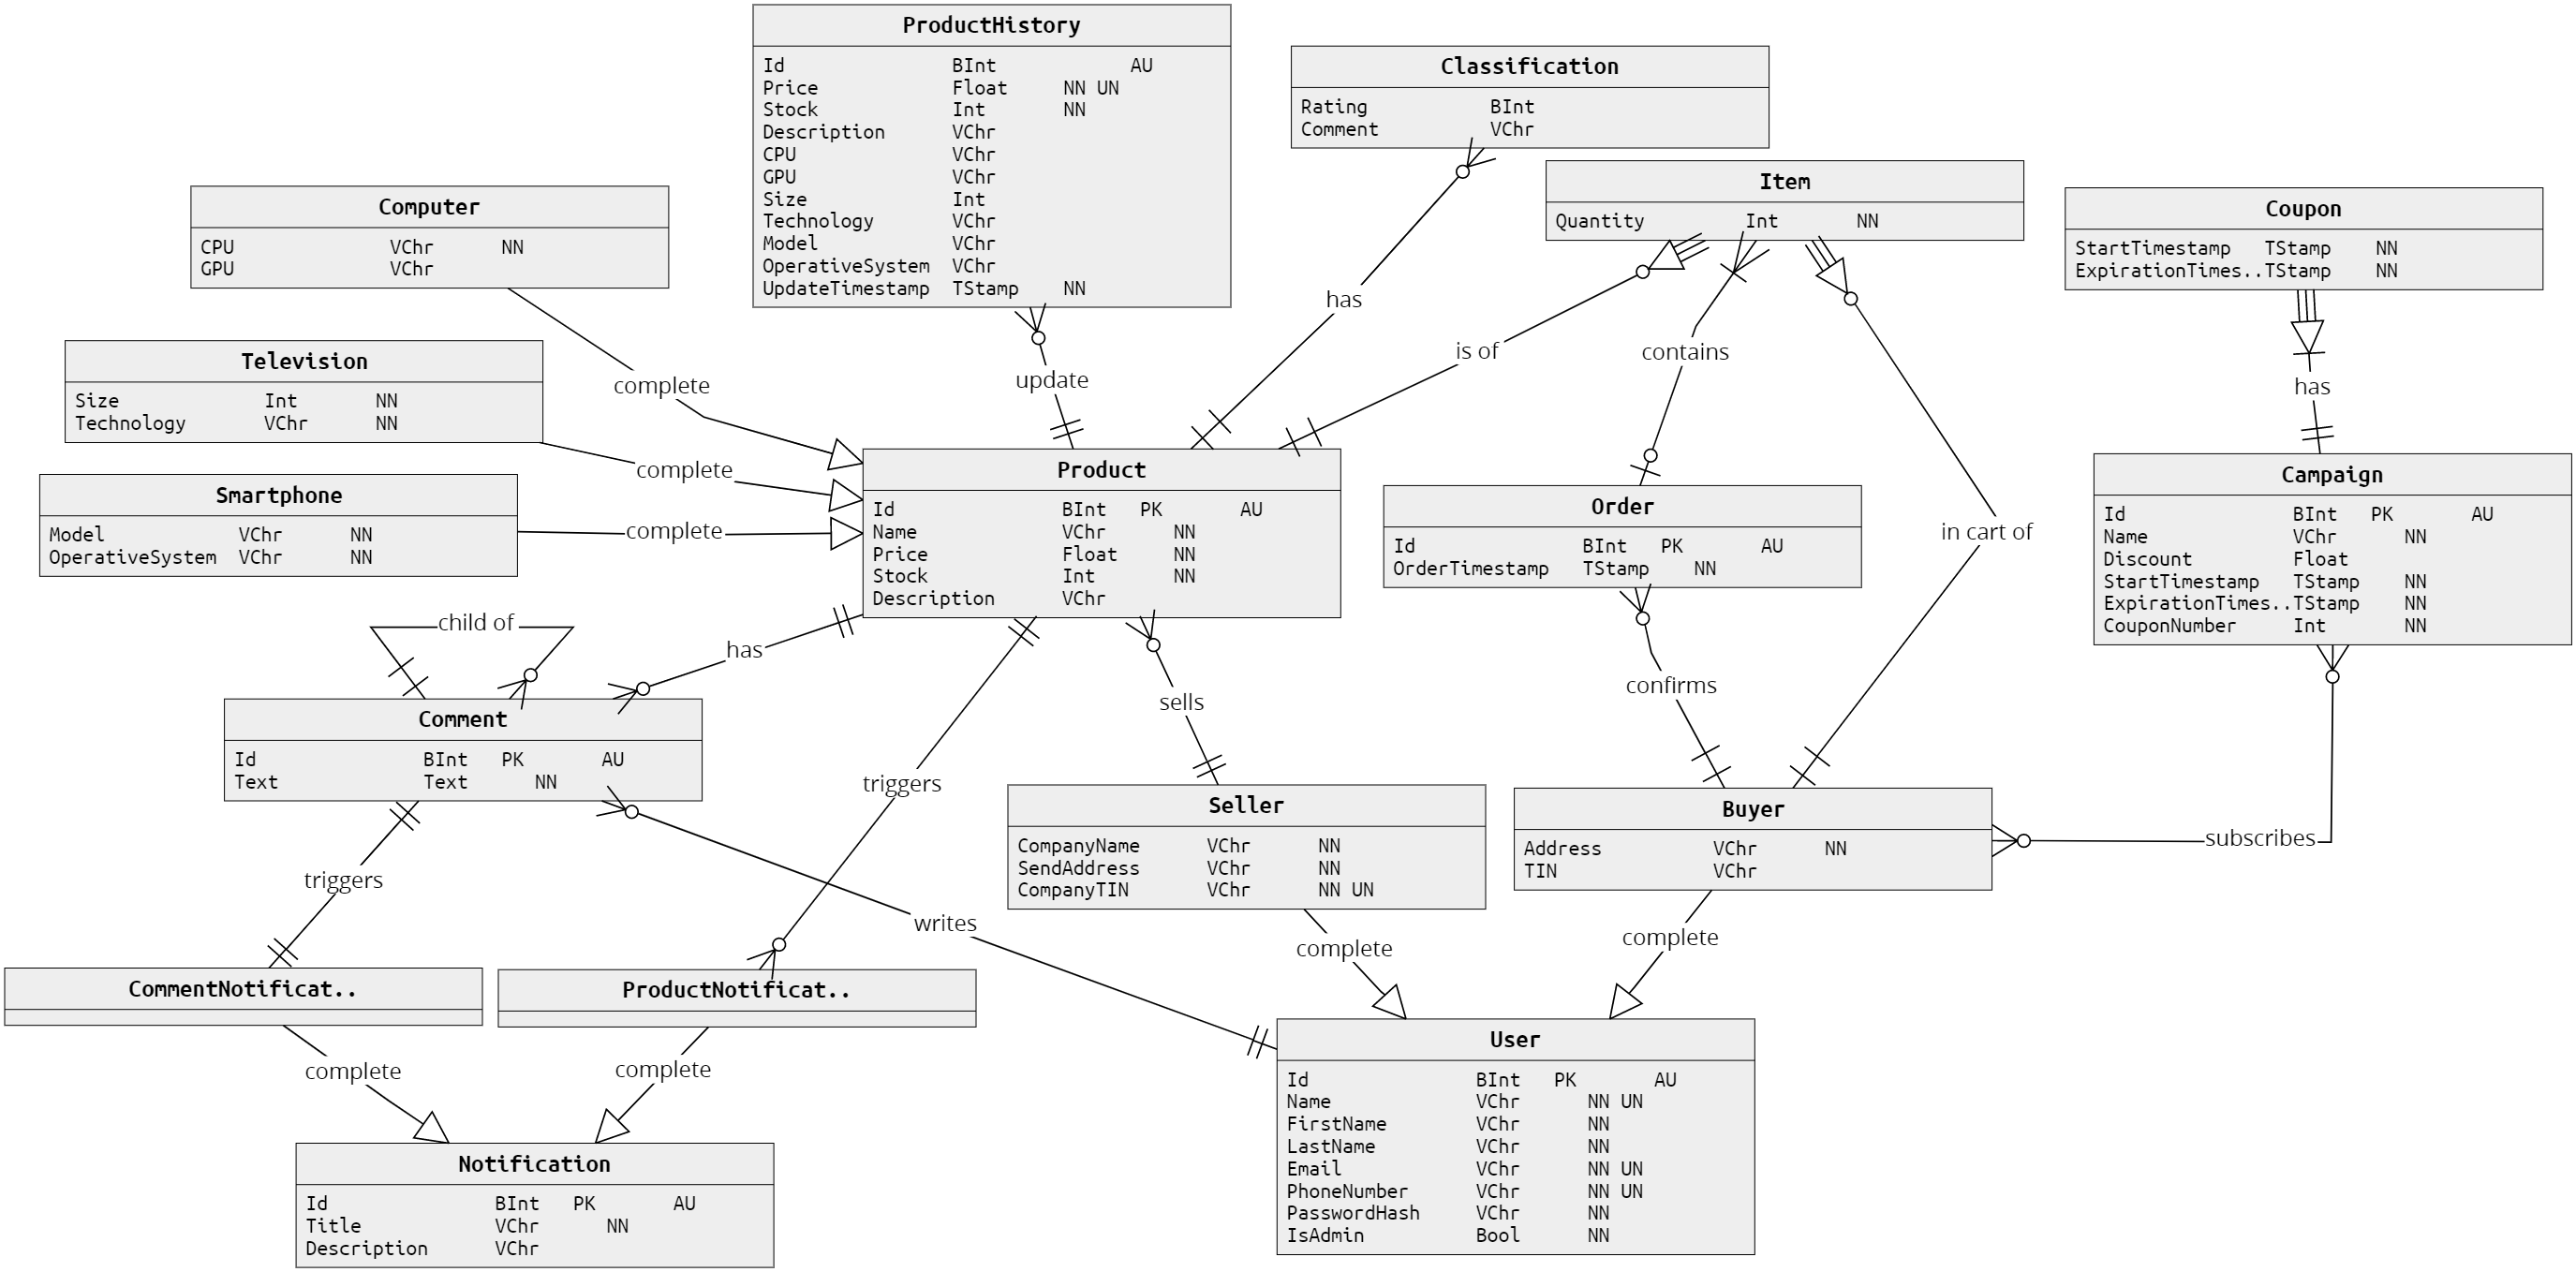 ProductHistory
Id BInt AU
Price Float NN UN
Stock Int NN
Description VChr
CPU VChr
GPU VChr
Size Int
Technology VChr
Model VChr
OperativeSystem VChr
UpdateTimestamp TStamp NN
Classification
Rating BInt
Comment VChr
Item
Quantity Int NN
Coupon
StartTimestamp TStamp NN
ExpirationTimes..TStamp NN
Computer
CPU VChr NN
GPU VChr
Television
Size Int NN
Technology VChr NN
Smartphone
Model VChr NN
OperativeSystem VChr NN
complete
complete
complete
update
has
is of
contains
in cart of
has
Product
Id BInt PK AU
Name VChr NN
Price Float NN
Stock Int NN
Description VChr
Order
Id BInt PK AU
OrderTimestamp TStamp NN
Campaign
Id BInt PK AU
Name VChr NN
Discount Float
StartTimestamp TStamp NN
ExpirationTimes..TStamp NN
CouponNumber Int NN
child of
has
sells
confirms
Comment
Id BInt PK AU
Text Text NN
triggers
triggers
writes
subscribes
Seller
CompanyName VChr NN
SendAddress VChr NN
CompanyTIN VChr NN UN
Buyer
Address VChr NN
TIN VChr
complete
complete
CommentNotificat..
ProductNotificat..
complete
complete
User
Id BInt PK AU
Name VChr NN UN
FirstName VChr NN
LastName VChr NN
Email VChr NN UN
PhoneNumber VChr NN UN
PasswordHash VChr NN
IsAdmin Bool NN
Notification
Id BInt PK AU
Title VChr NN
Description VChr